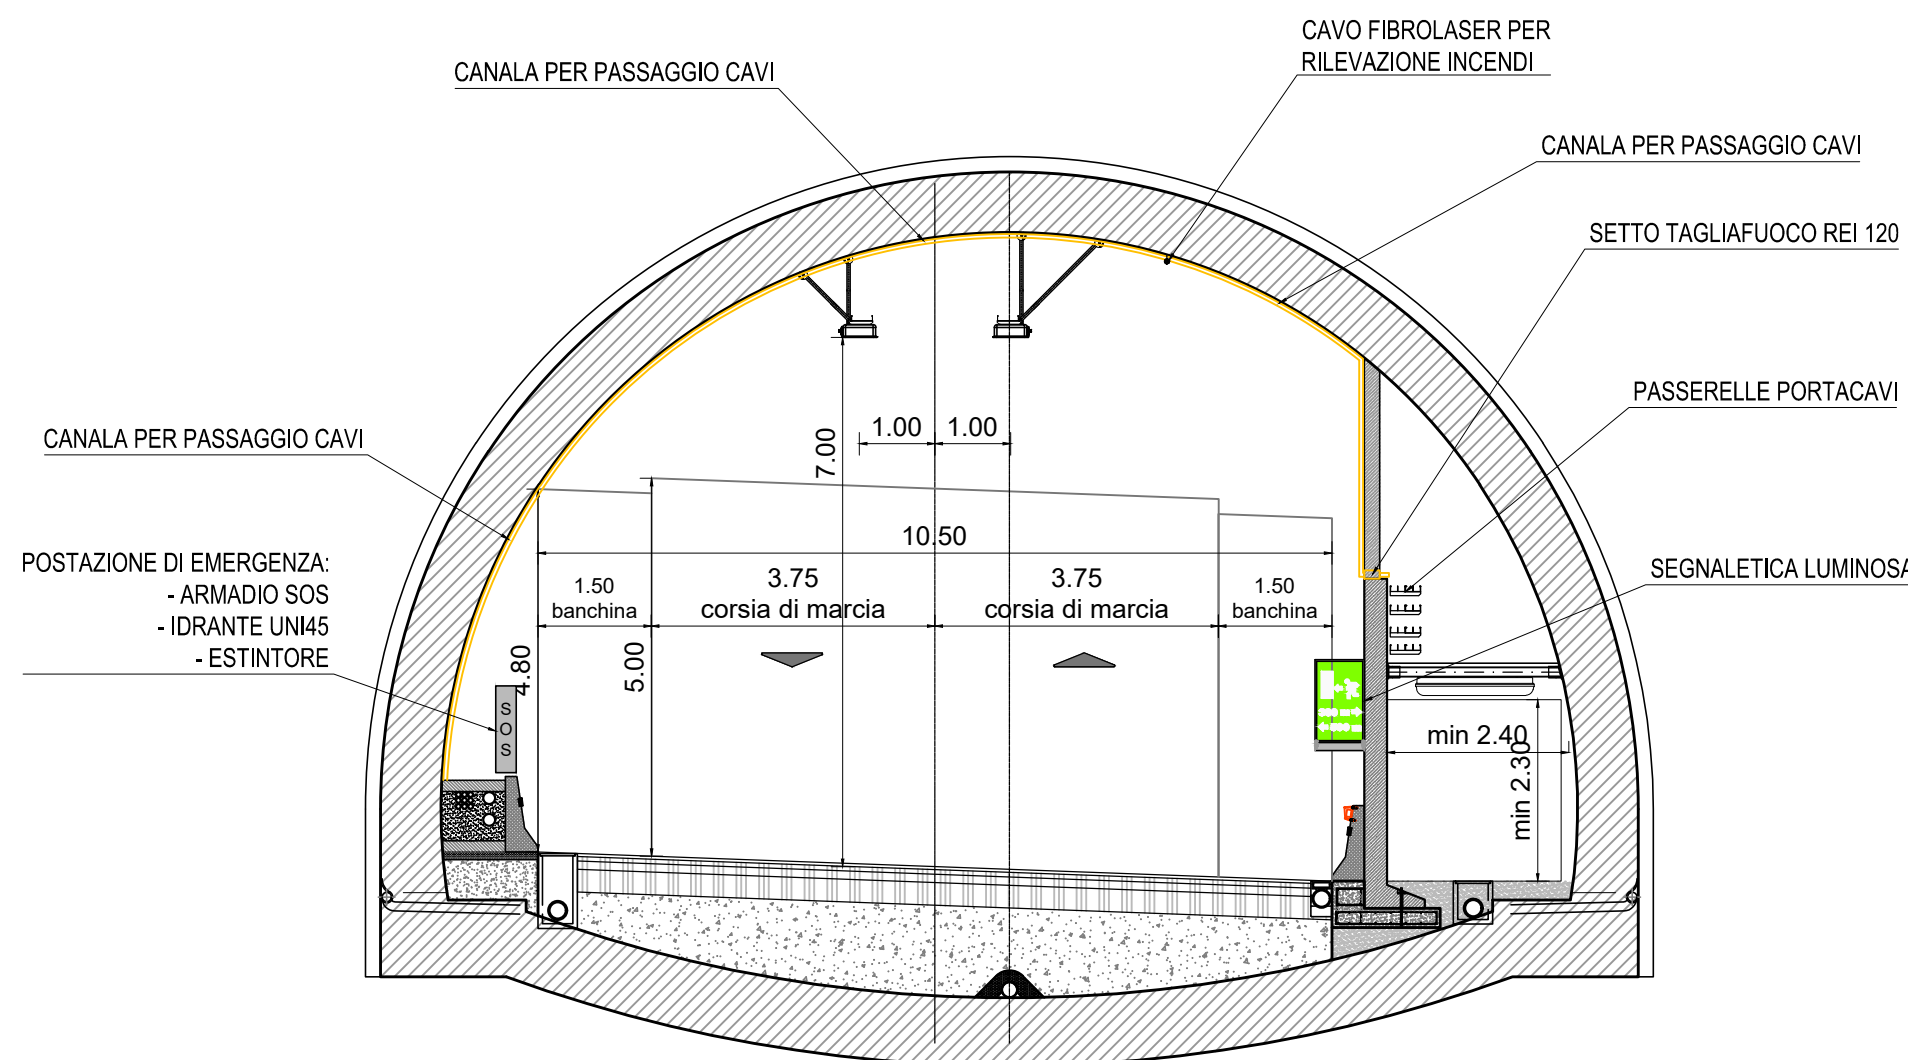 CAVO FIBROLASER PER
RILEVAZIONE INCENDI
CANALA PER PASSAGGIO CAVI
CANALA PER PASSAGGIO CAVI
SETTO TAGLIAFUOCO REI 120
PASSERELLE PORTACAVI
CANALA PER PASSAGGIO CAVI
1.00
1.00
7.00
10.50
POSTAZIONE DI EMERGENZA:
- ARMADIO SOS
- IDRANTE UNI45
- ESTINTORE
SEGNALETICA LUMINOSA
1.50
banchina
3.75
corsia di marcia
3.75
corsia di marcia
1.50
banchina
4.80
5.00
SOS
min 2.40
min 2.30